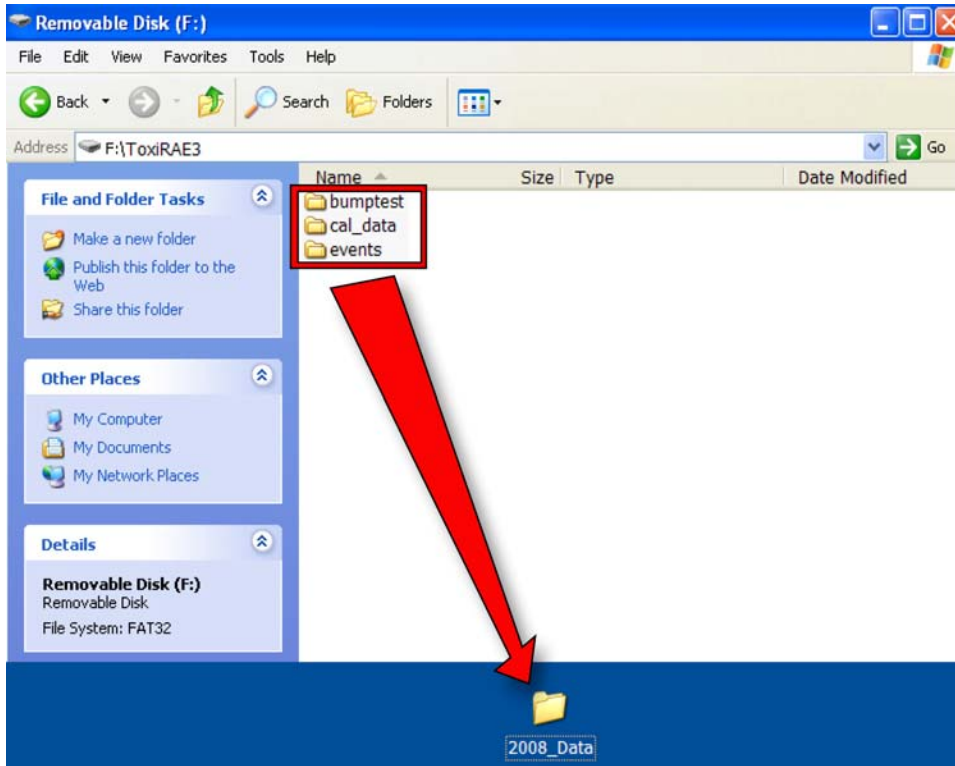 Removable Disk (F:)
File Edit View Favorites Tools Help
Back Search Folders
Address F:\ToxiRAE3 Go
Name Size Type Date Modified
bumptest
cal_data
events
File and Folder Tasks
Make a new folder
Publish this folder to the
Web
Share this folder
Other Places
My Computer
My Documents
My Network Places
Details
Removable Disk (F:)
Removable Disk
File System: FAT32
2008_Data